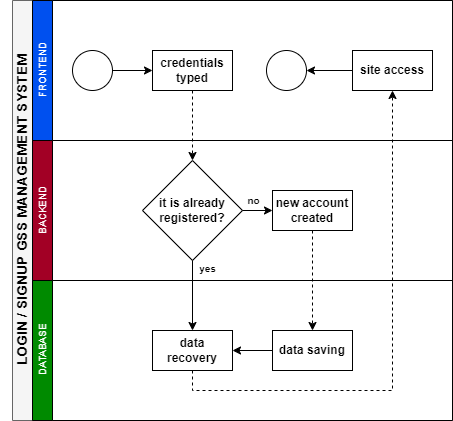 LOGIN / SIGNUP GSS MANAGEMENT SYSTEM
FRONTEND
credentials
typed
site access
BACKEND
it is already
registered?
no
new account
created
yes
DATABASE
data
recovery
data saving